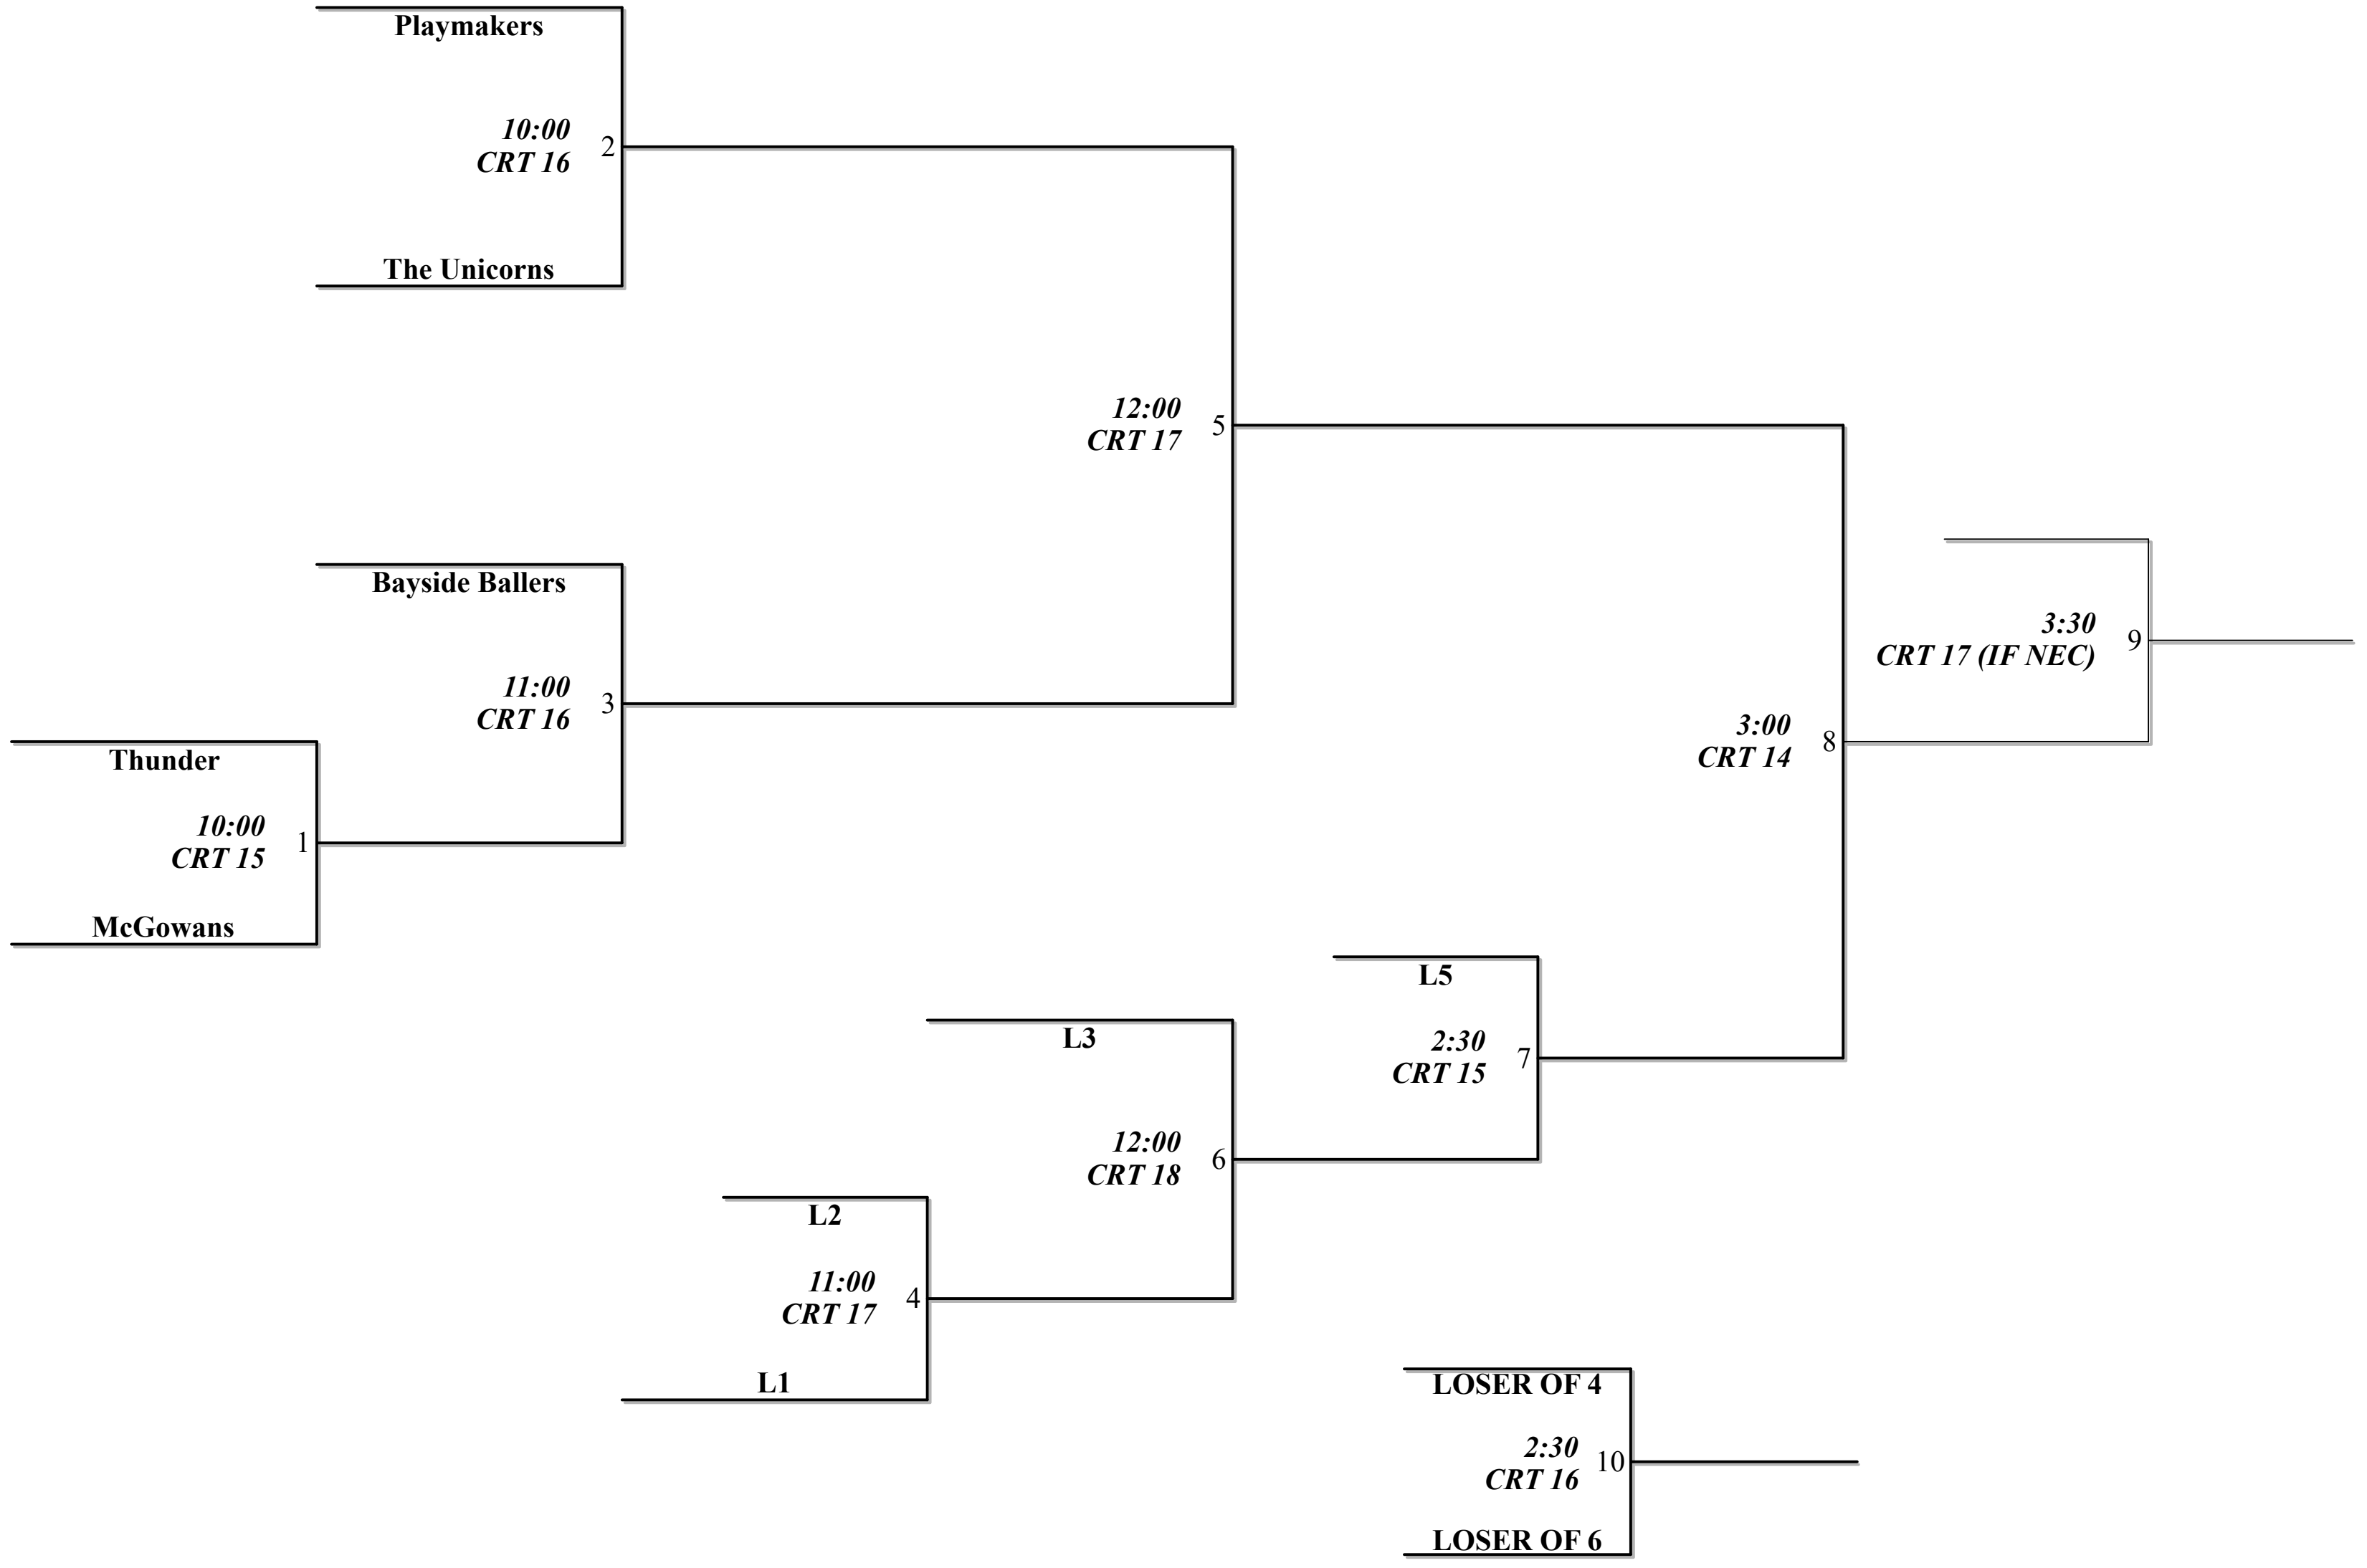 Playmakers
10:00
CRT 16
2
The Unicorns
12:00
CRT 17
5
Bayside Ballers
11:00
CRT 16
3
3:30
CRT 17 (IF NEC)
9
3:00
CRT 14
8
Thunder
10:00
CRT 15
1
McGowans
L5
2:30
CRT 15
7
L3
12:00
CRT 18
6
L2
11:00
CRT 17
4
L1
LOSER OF 4
2:30
CRT 16
10
LOSER OF 6